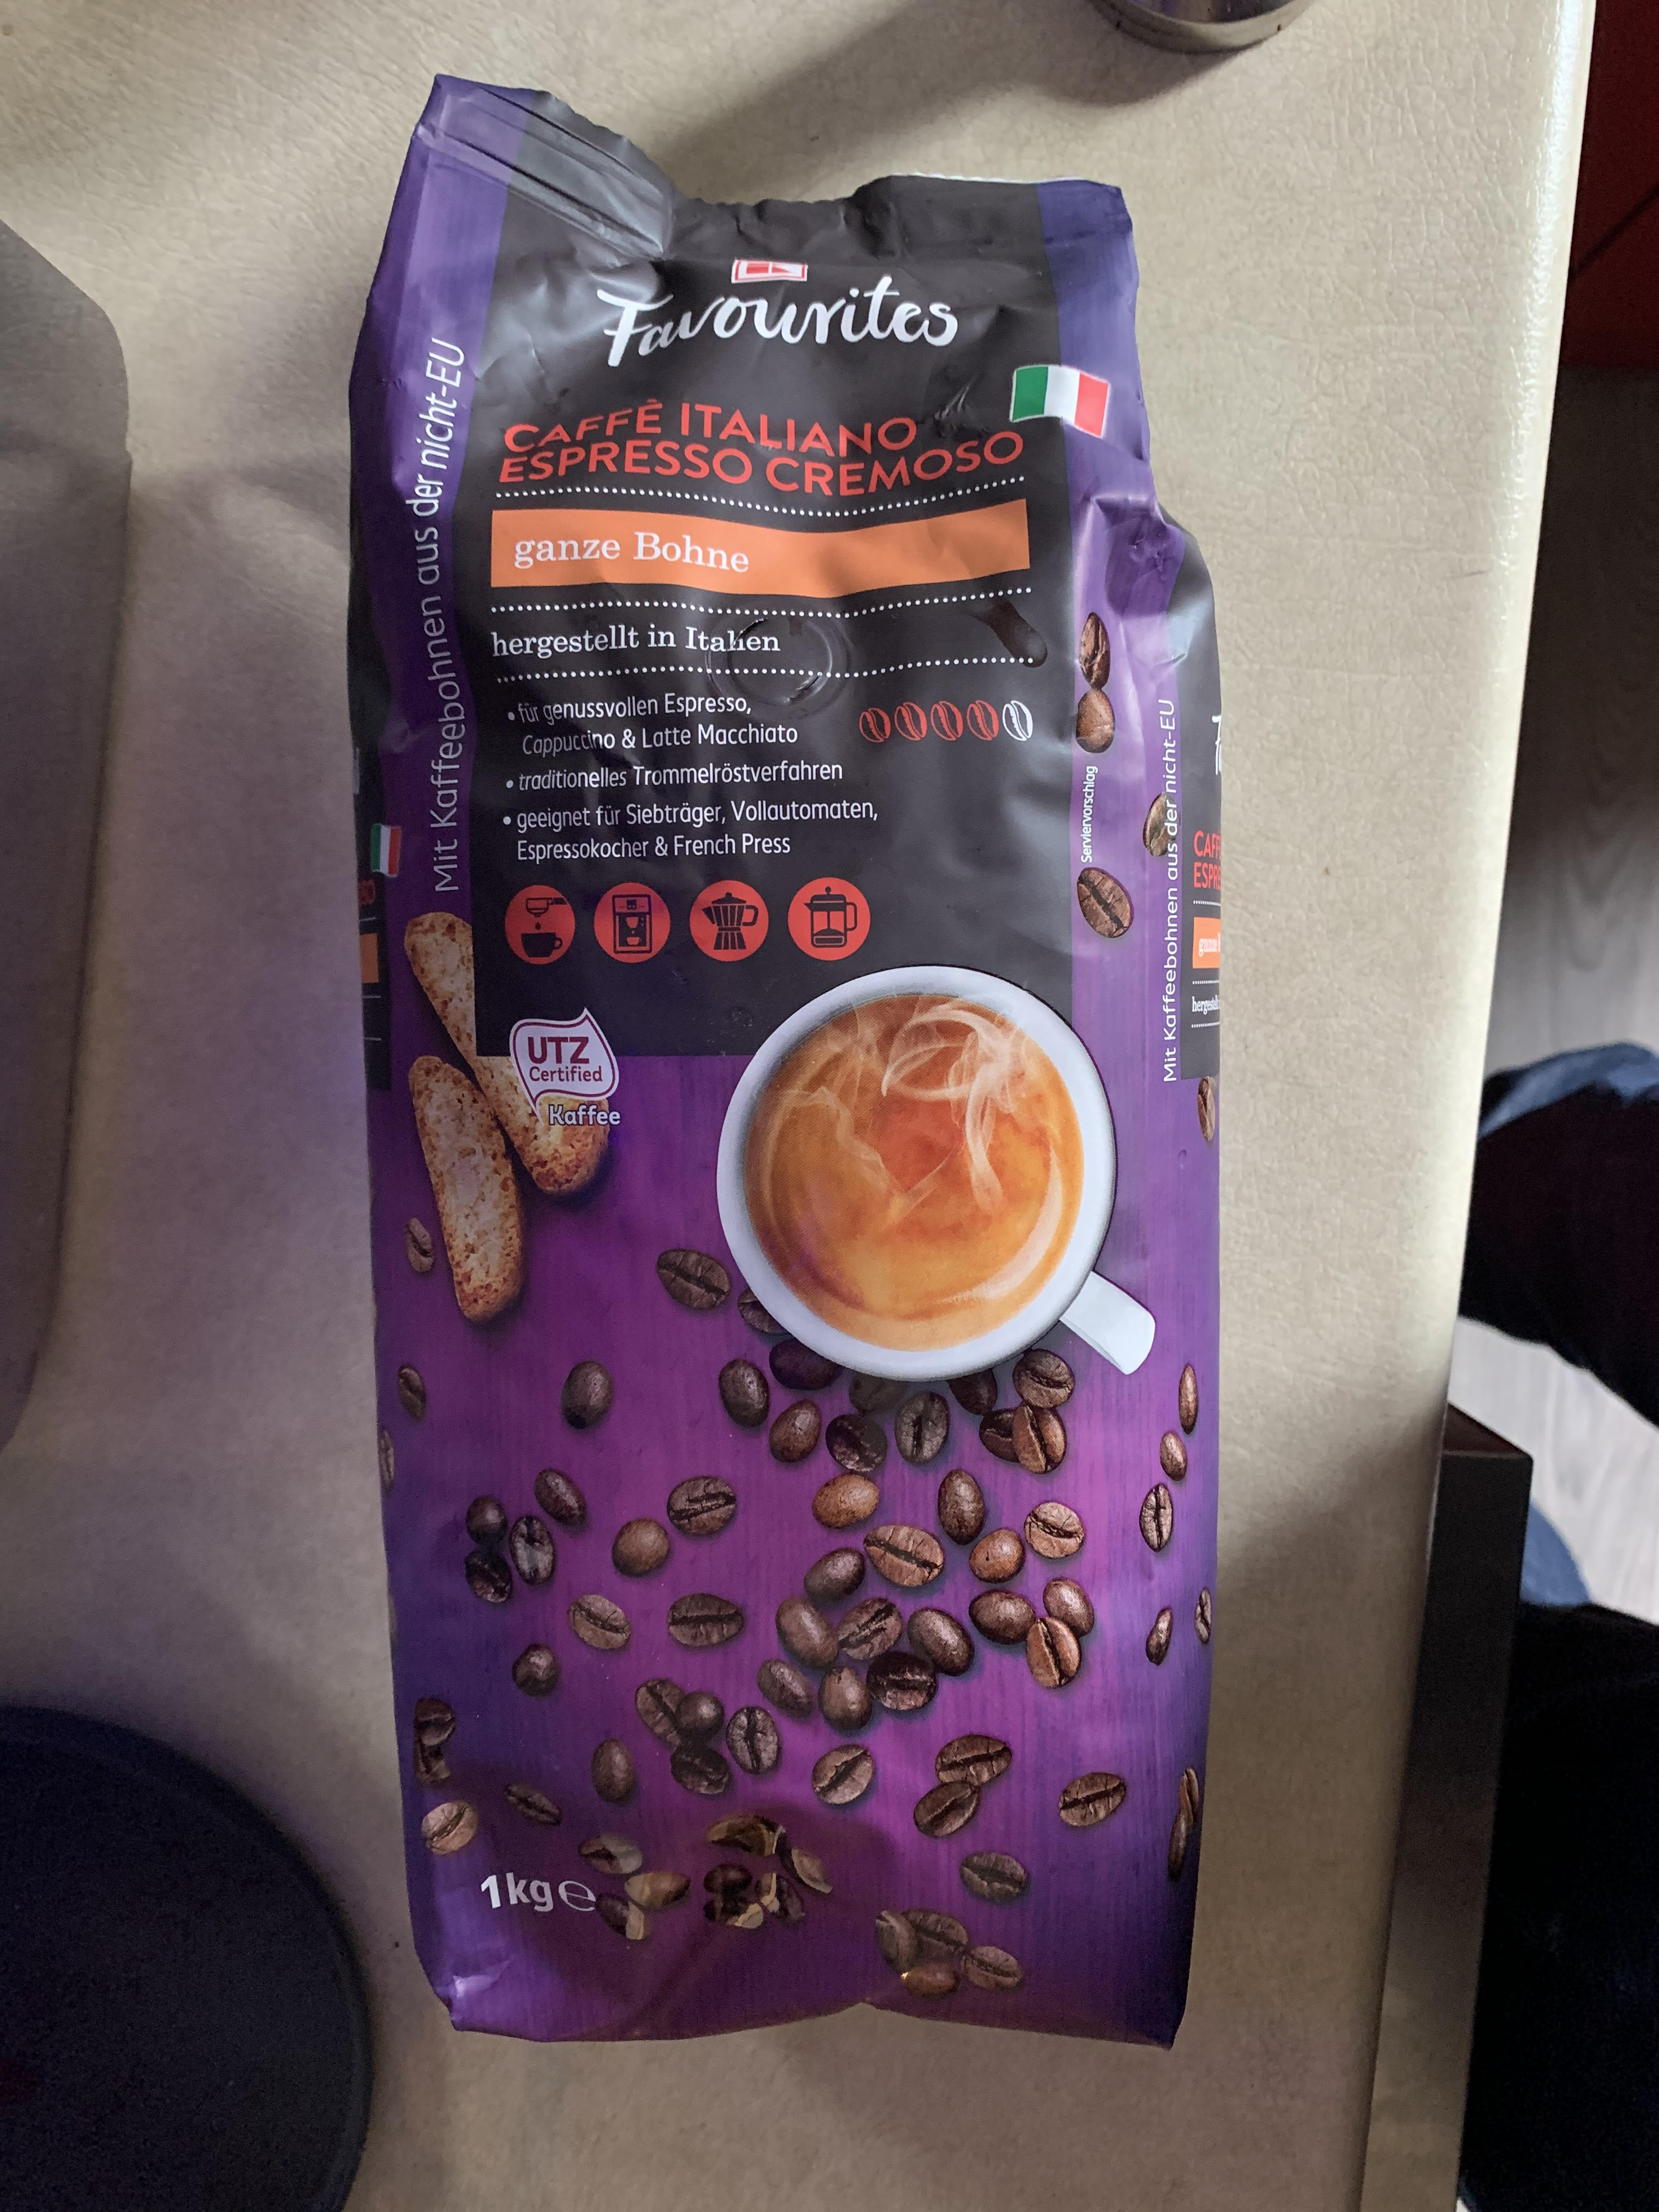 Favourites
CAFFÈ ITALIANO
ESPRESSO CREMOSO
ganze Bohne
hergestellt in Italien
• für genussvollen Espresso,
Cappuccino & Latte Macchiato
• traditionelles Trommelröstverfahren
• geeignet für Siebträger, Vollautomaten,
Espressokocher & French Press
UTZ
Certified
Kaffee
1kg ℮
Mit Kaffeebohnen aus der nicht-EU
Serviervorschlag
Mit Kaffeebohnen aus der nicht-EU